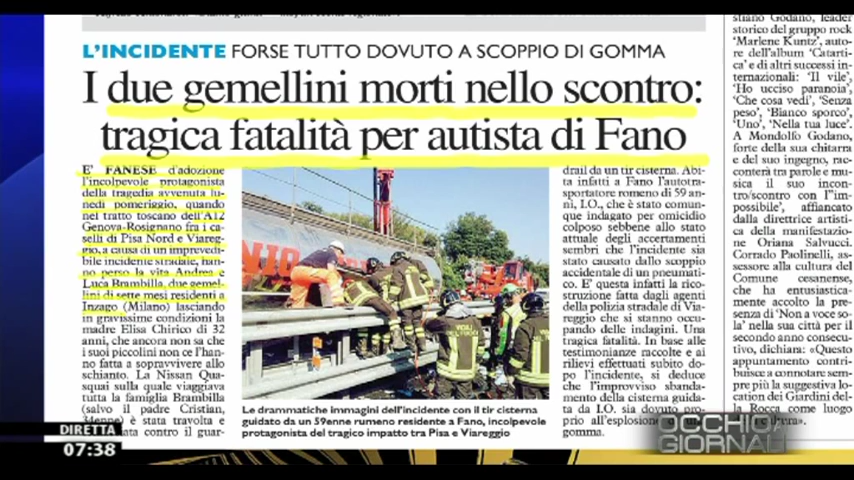 L'INCIDENTE FORSE TUTTO DOVUTO A SCOPPIO DI GOMMA
I due gemellini morti nello scontro:
tragica fatalità per autista di Fano
E' FANESE d'adozione
l'incolpevole protagonista
della tragedia avvenuta lu-
nedì pomeriggio, quando
nel tratto toscano dell'A12
Genova-Rosignano fra i ca-
selli di Pisa Nord e Viareg-
gio, a causa di un imprevedi-
bile incidente stradale, han-
no perso la vita Andrea e
Luca Brambilla, due gemel-
lini di sette mesi residenti a
Inzago (Milano) lasciando
in gravissime condizioni la
madre Elisa Chirico di 32
anni, che ancora non sa che
i suoi piccolini non ce l'han-
no fatta a sopravvivere allo
schianto. La Nissan Qua-
squai sulla quale viaggiava
tutta la famiglia Brambilla
(salvo il padre Cristian,
è stata travolta e
contro il guar-
Le drammatiche immagini dell'incidente con il tir cisterna
guidato da un 59enne rumeno residente a Fano, incolpevole
protagonista del tragico impatto tra Pisa e Viareggio
drail da un tir cisterna. Abi-
ta infatti a Fano l'autotra-
sportatore romeno di 59 an-
ni, I.O., che è stato comun-
que indagato per omicidio
colposo sebbene allo stato
attuale degli accertamenti
sembri che l'incidente sia
stato causato dallo scoppio
accidentale di un pneumati-
co. E' questa infatti la rico-
struzione fatta dagli agenti
della polizia stradale di Via-
reggio che si stanno occu-
pando delle indagini. Una
tragica fatalità. In base alle
testimonianze raccolte e ai
rilievi effettuati subito do-
po l'incidente, si deduce
che l'improvviso sbanda-
mento della cisterna guida-
ta da I.O. sia dovuto pro-
prio all'esplosione di una
gomma.
stiano Godano, leader
storico del gruppo rock
'Marlene Kuntz', auto-
re dell'album 'Catarti-
ca' e di altri successi in-
ternazionali: 'Il vile',
'Ho ucciso paranoia',
'Che cosa vedi', 'Senza
peso', 'Bianco sporco',
'Uno', 'Nella tua luce'.
A Mondolfo Godano,
forte della sua chitarra
e del suo ingegno, rac-
conterà tra parole e mu-
sica il suo incon-
tro/scontro con l'"im-
possibile", affiancato
dalla direttrice artisti-
ca della manifestazio-
ne Oriana Salvucci.
Corrado Paolinelli, as-
sessore alla cultura del
Comune cesanense,
che ha entusiastica-
mente accolto la pre-
senza di 'Non a voce so-
la' nella sua città per il
secondo anno consecu-
tivo, dichiara: «Questo
appuntamento contri-
buisce a connotare sem-
pre più la suggestiva lo-
cation dei Giardini del-
la Rocca come luogo
VIGILI
DEL FUOCO
DIRETTA
07:38
OCCHIO AI
GIORNALI